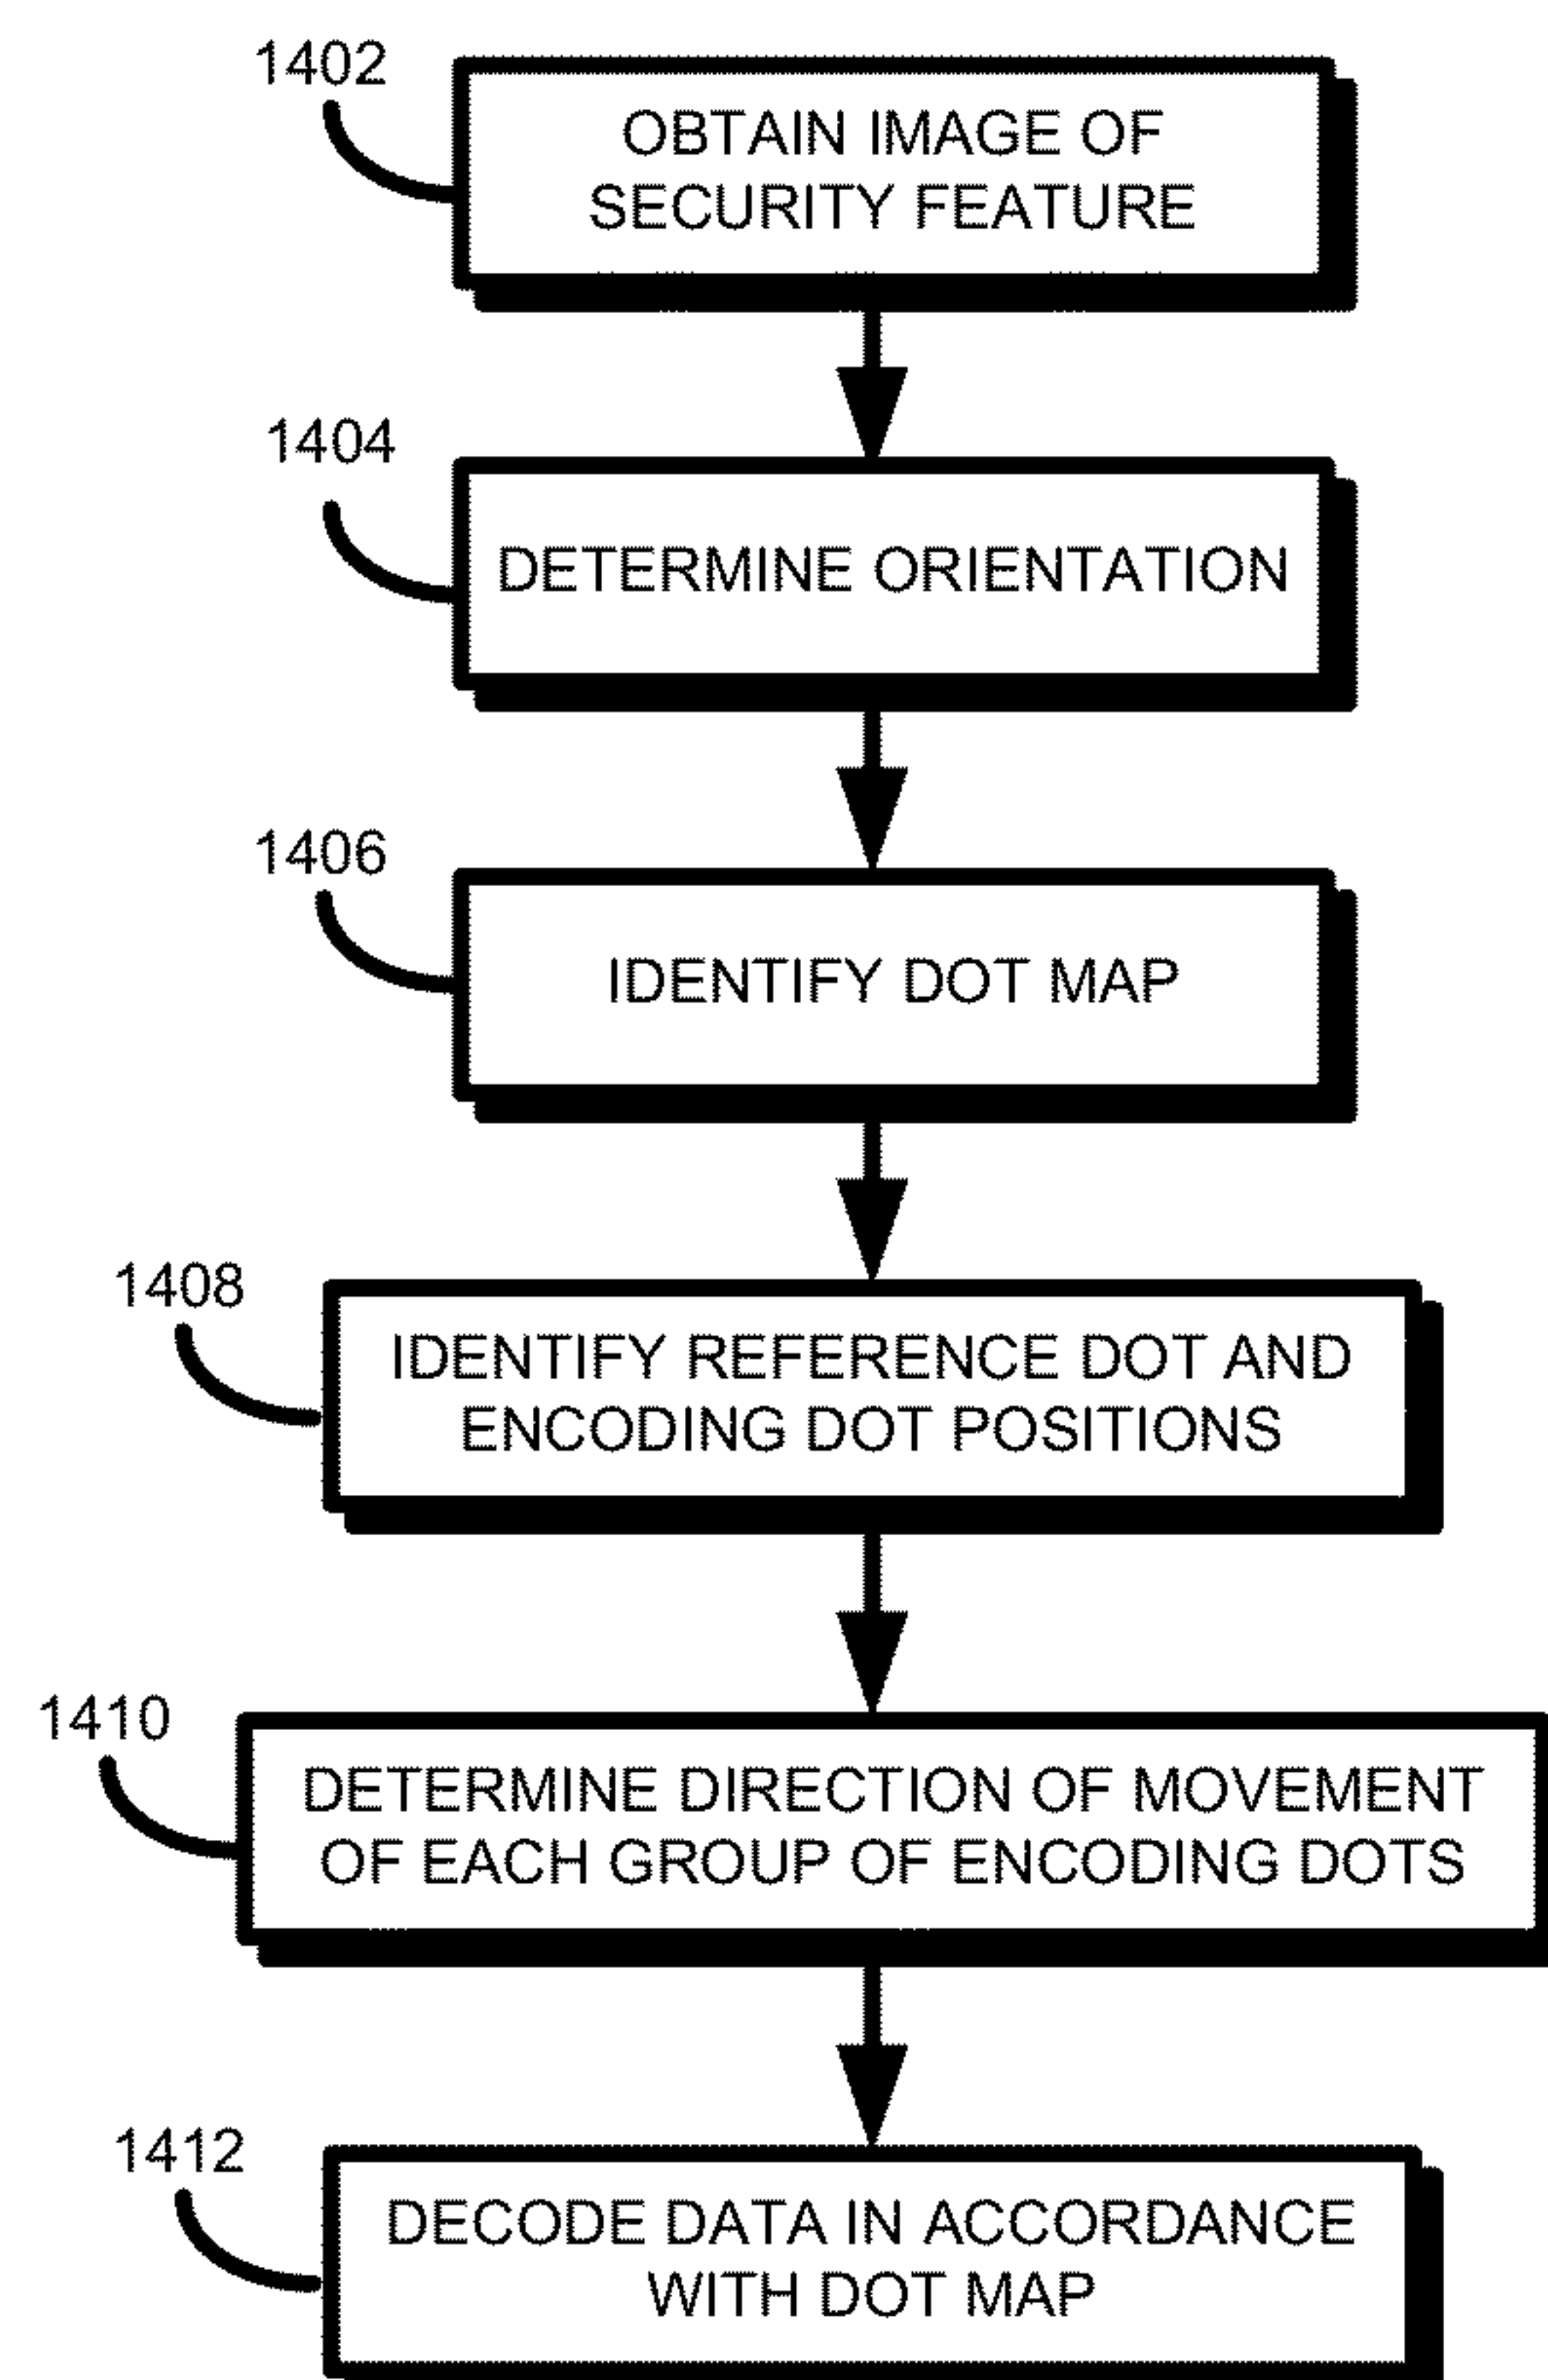 1402
OBTAIN IMAGE OF
SECURITY FEATURE
1404
DETERMINE ORIENTATION
1406
IDENTIFY DOT MAP
1408
IDENTIFY REFERENCE DOT AND
ENCODING DOT POSITIONS
1410
DETERMINE DIRECTION OF MOVEMENT
OF EACH GROUP OF ENCODING DOTS
1412
DECODE DATA IN ACCORDANCE
WITH DOT MAP